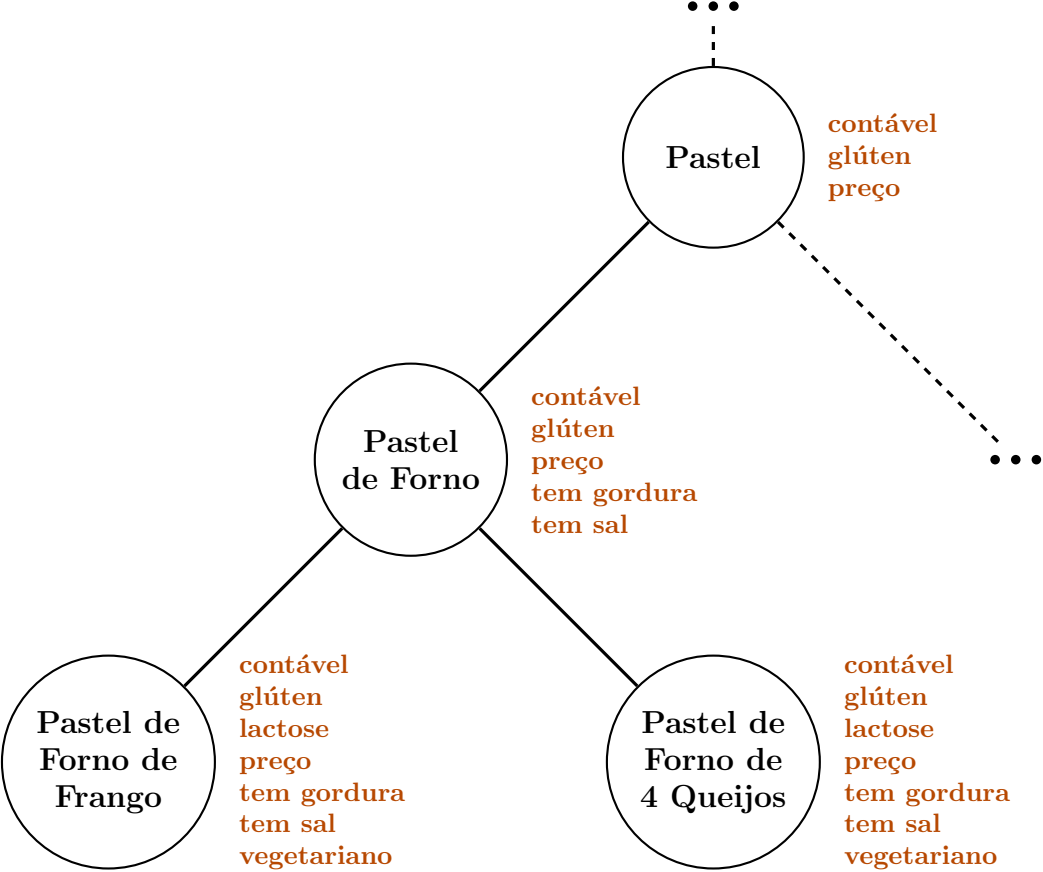 Pastel
contável
glúten
preço
Pastel
de Forno
contável
glúten
preço
tem gordura
tem sal
Pastel de
Forno de
Frango
contável
glúten
lactose
preço
tem gordura
tem sal
vegetariano
Pastel de
Forno de
4 Queijos
contável
glúten
lactose
preço
tem gordura
tem sal
vegetariano